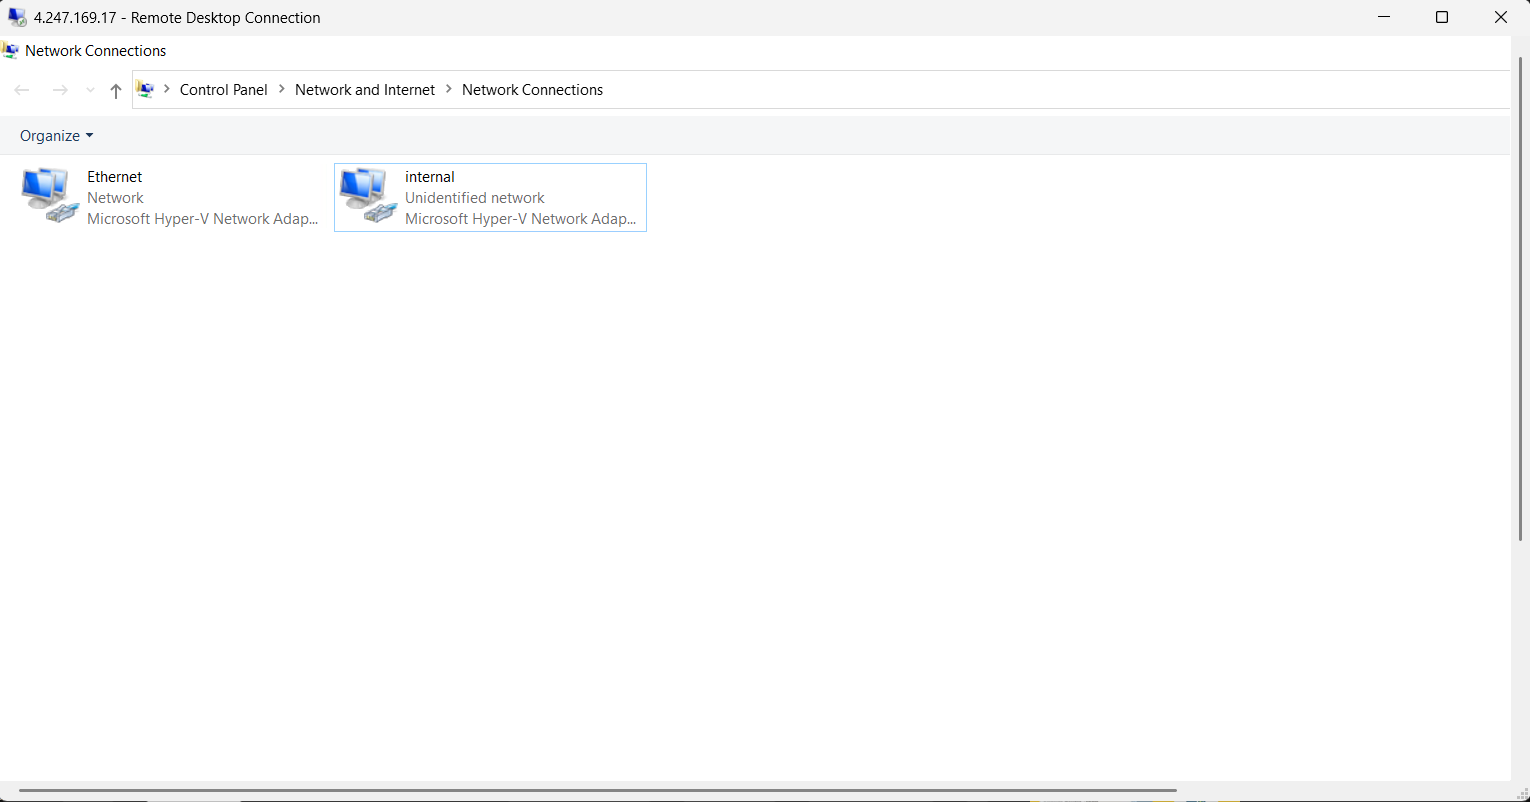 4.247.169.17 - Remote Desktop Connection
Network Connections
Control Panel > Network and Internet > Network Connections
Organize
Ethernet
Network
Microsoft Hyper-V Network Adap...
internal
Unidentified network
Microsoft Hyper-V Network Adap...